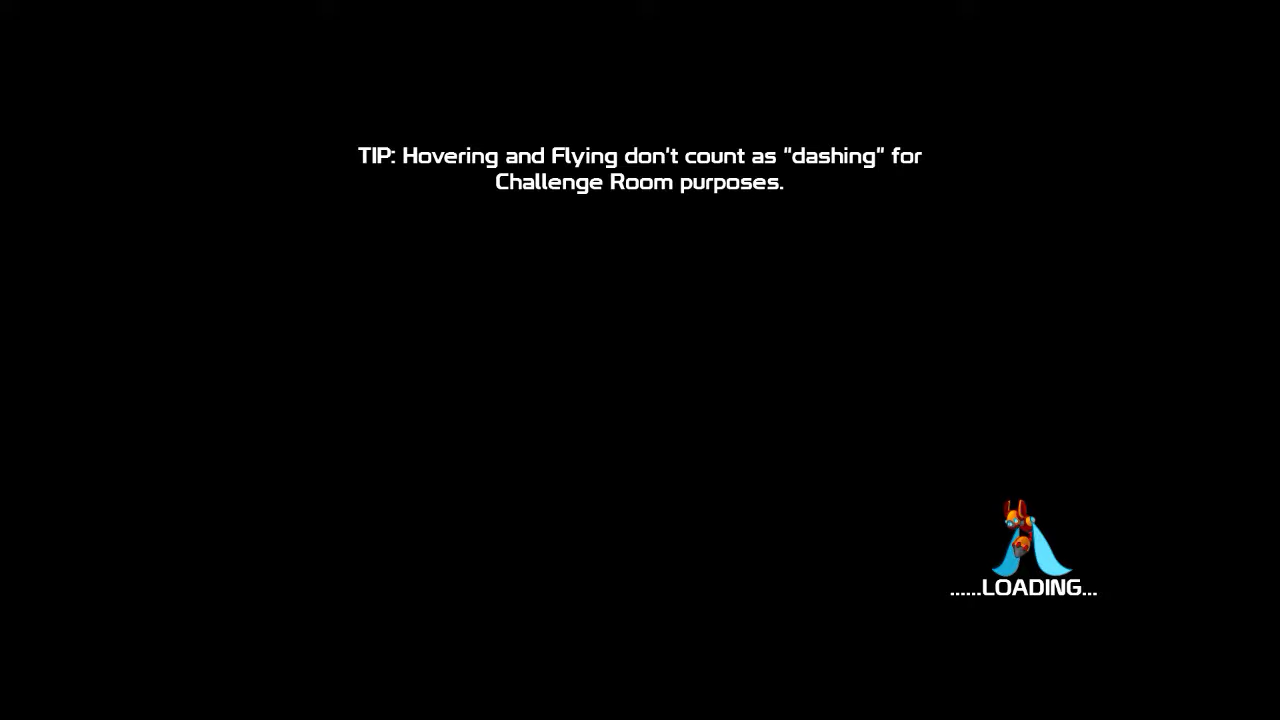 TIP: Hovering and Flying don't count as "dashing" for
Challenge Room purposes.
......LOADING...